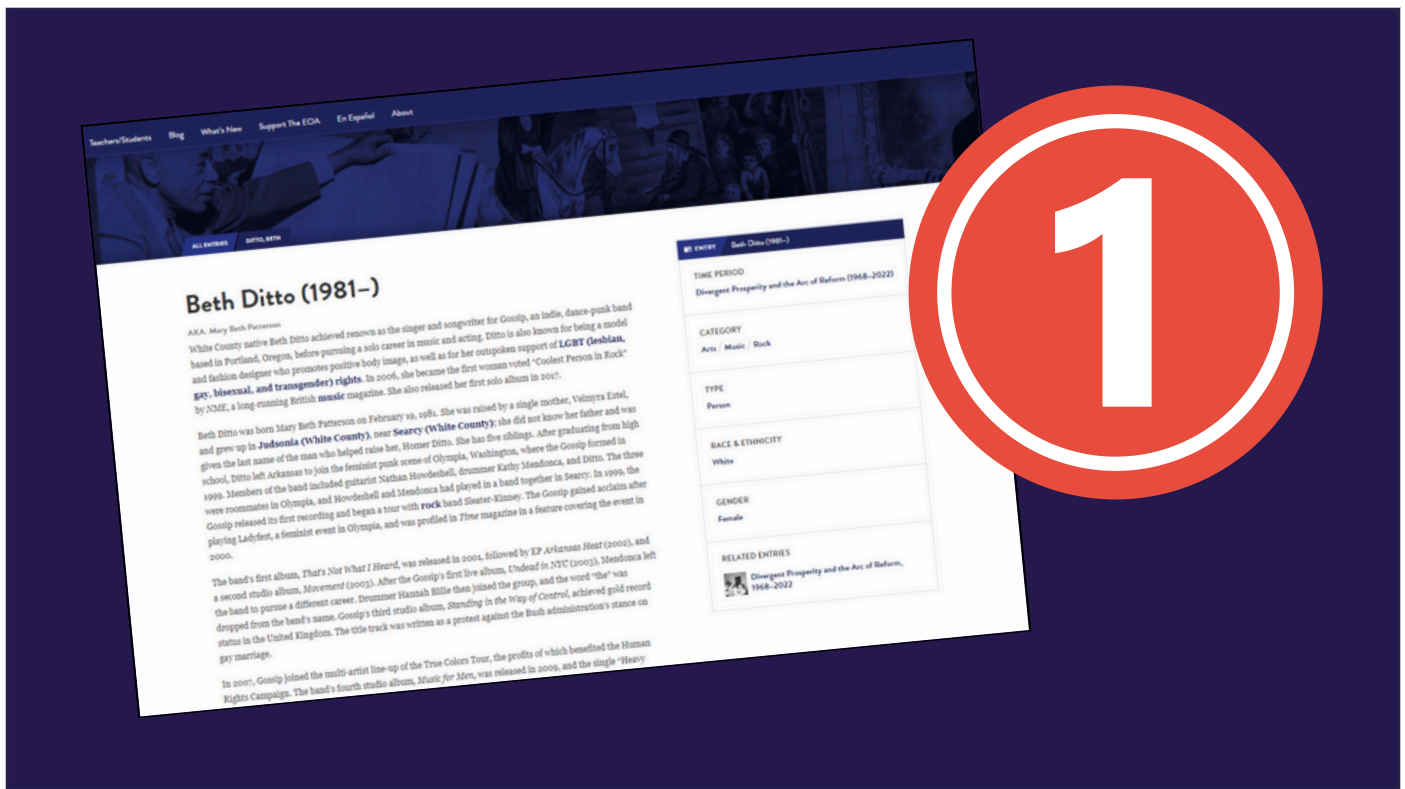 Teachers/Students Blog What's New Support The EOA En Español About
ALL ENTRIES DITTO, BETH
Beth Ditto (1981–)
AKA: Mary Beth Patterson
White County native Beth Ditto achieved renown as the singer and songwriter for Gossip, an indie, dance-punk band
based in Portland, Oregon, before pursuing a solo career in music and acting. Ditto is also known for being a model
and fashion designer who promotes positive body image, as well as for her outspoken support of LGBT (lesbian,
gay, bisexual, and transgender) rights. In 2006, she became the first woman voted “Coolest Person in Rock”
by NME, a long-running British music magazine. She also released her first solo album in 2017.
Beth Ditto was born Mary Beth Patterson on February 19, 1981. She was raised by a single mother, Velmyra Estel,
and grew up in Judsonia (White County), near Searcy (White County); she did not know her father and was
given the last name of the man who helped raise her, Homer Ditto. She has five siblings. After graduating from high
school, Ditto left Arkansas to join the feminist punk scene of Olympia, Washington, where the Gossip formed in
1999. Members of the band included guitarist Nathan Howdeshell, drummer Kathy Mendonca, and Ditto. The three
were roommates in Olympia, and Howdeshell and Mendonca had played in a band together in Searcy. In 1999, the
Gossip released its first recording and began a tour with rock band Sleater-Kinney. The Gossip gained acclaim after
playing Ladyfest, a feminist event in Olympia, and was profiled in Time magazine in a feature covering the event in
2000.
The band's first album, That's Not What I Heard, was released in 2001, followed by EP Arkansas Heat (2002), and
a second studio album, Movement (2003). After the Gossip's first live album, Undead in NYC (2003), Mendonca left
the band to pursue a different career. Drummer Hannah Blilie then joined the group, and the word “the” was
dropped from the band's name. Gossip's third studio album, Standing in the Way of Control, achieved gold record
status in the United Kingdom. The title track was written as a protest against the Bush administration's stance on
gay marriage.
In 2007, Gossip joined the multi-artist line-up of the True Colors Tour, the profits of which benefited the Human
Rights Campaign. The band's fourth studio album, Music for Men, was released in 2009, and the single “Heavy
ENTRY Beth Ditto (1981–)
TIME PERIOD
Divergent Prosperity and the Arc of Reform (1968–2022)
CATEGORY
Arts / Music / Rock
TYPE
Person
RACE & ETHNICITY
White
GENDER
Female
RELATED ENTRIES
Divergent Prosperity and the Arc of Reform,
1968–2022
1